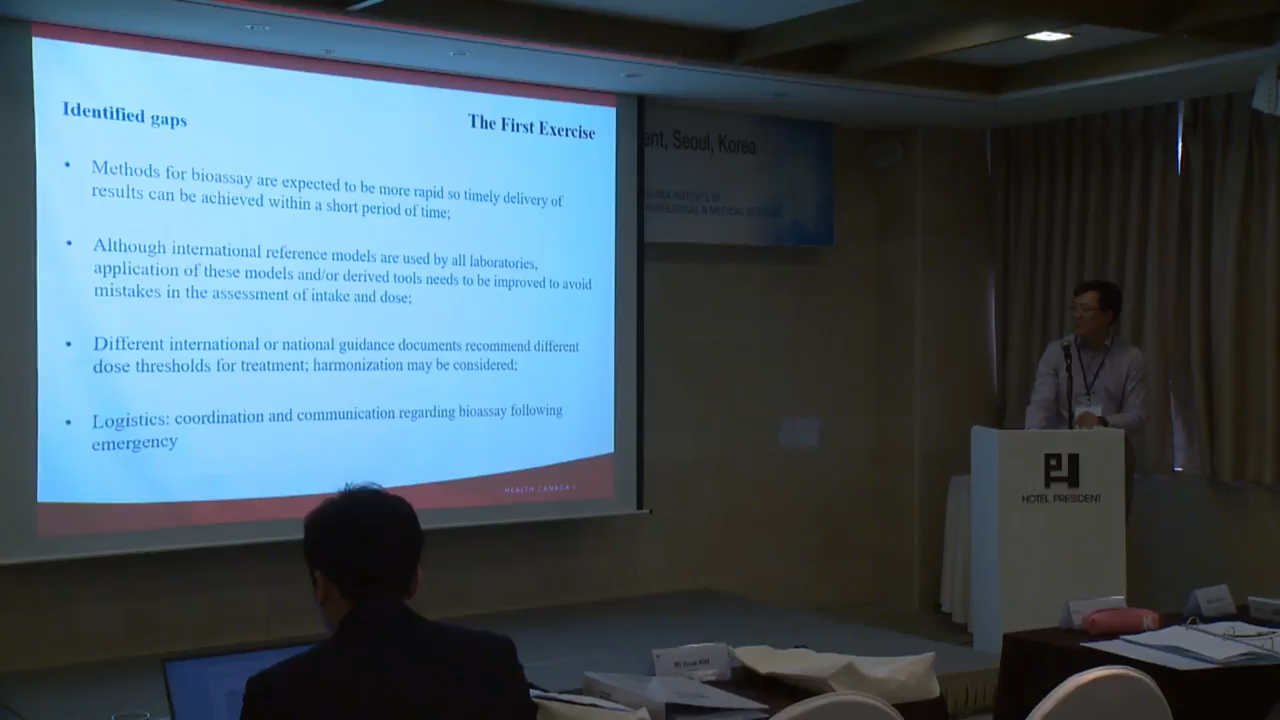 Identified gaps
The First Exercise
• Methods for bioassay are expected to be more rapid so timely delivery of
results can be achieved within a short period of time;
• Although international reference models are used by all laboratories,
application of these models and/or derived tools needs to be improved to avoid
mistakes in the assessment of intake and dose;
• Different international or national guidance documents recommend different
dose thresholds for treatment; harmonization may be considered;
• Logistics: coordination and communication regarding bioassay following
emergency
HEALTH CANADA
ent, Seoul, Korea
KOREA INSTITUTE OF
& MEDICAL
HOTEL PRESIDENT